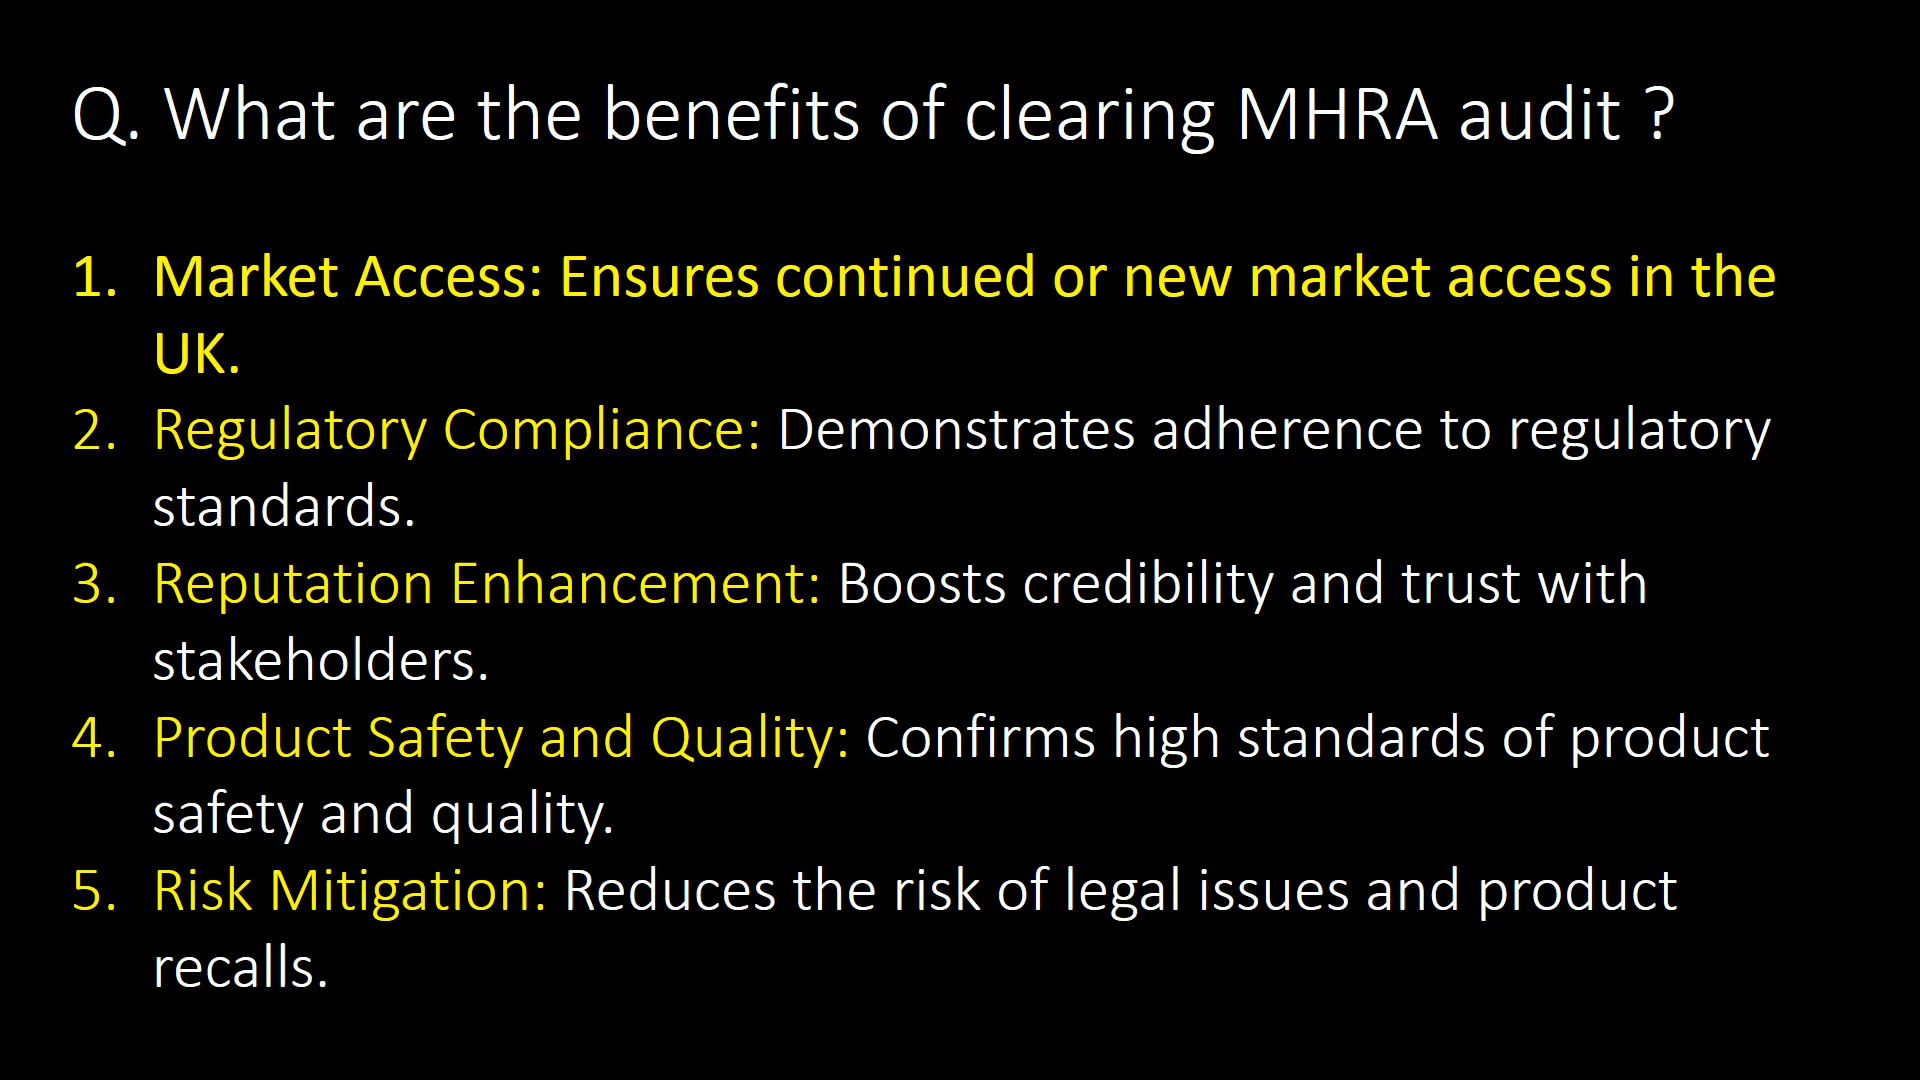 Q. What are the benefits of clearing MHRA audit ?
1. Market Access: Ensures continued or new market access in the
UK.
2. Regulatory Compliance: Demonstrates adherence to regulatory
standards.
3. Reputation Enhancement: Boosts credibility and trust with
stakeholders.
4. Product Safety and Quality: Confirms high standards of product
safety and quality.
5. Risk Mitigation: Reduces the risk of legal issues and product
recalls.